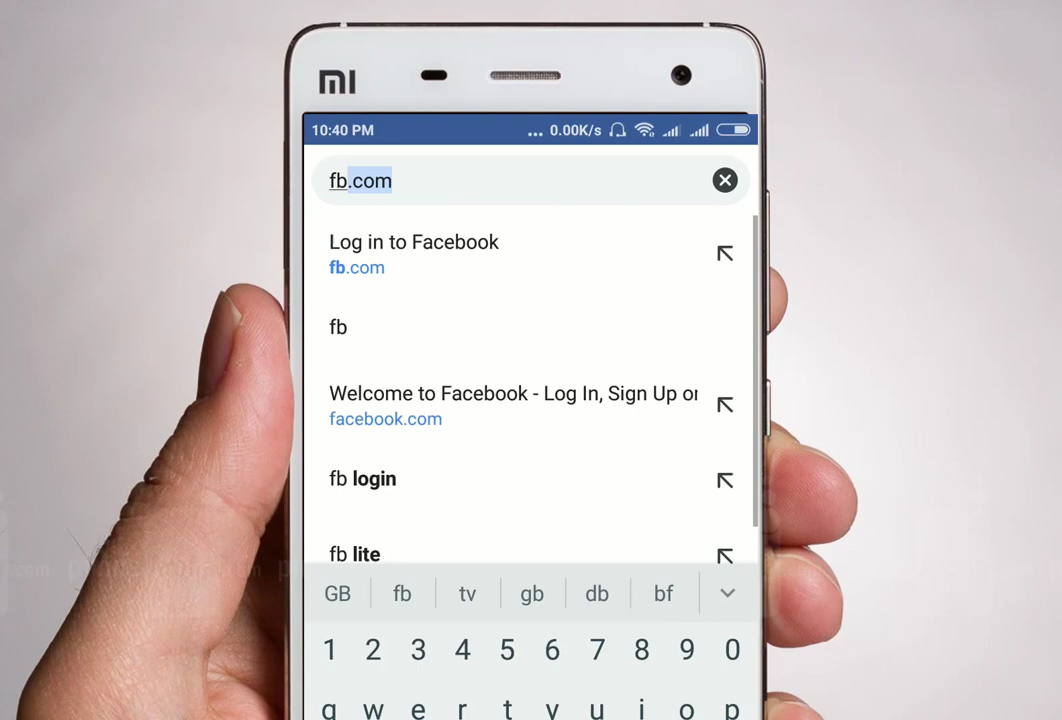 mi
10:40 PM ... 0.00K/s
fb.com
Log in to Facebook
fb.com
fb
Welcome to Facebook - Log In, Sign Up or
facebook.com
fb login
fb lite
GB fb tv gb db bf
1 2 3 4 5 6 7 8 9 0
q w e r t y u i o p